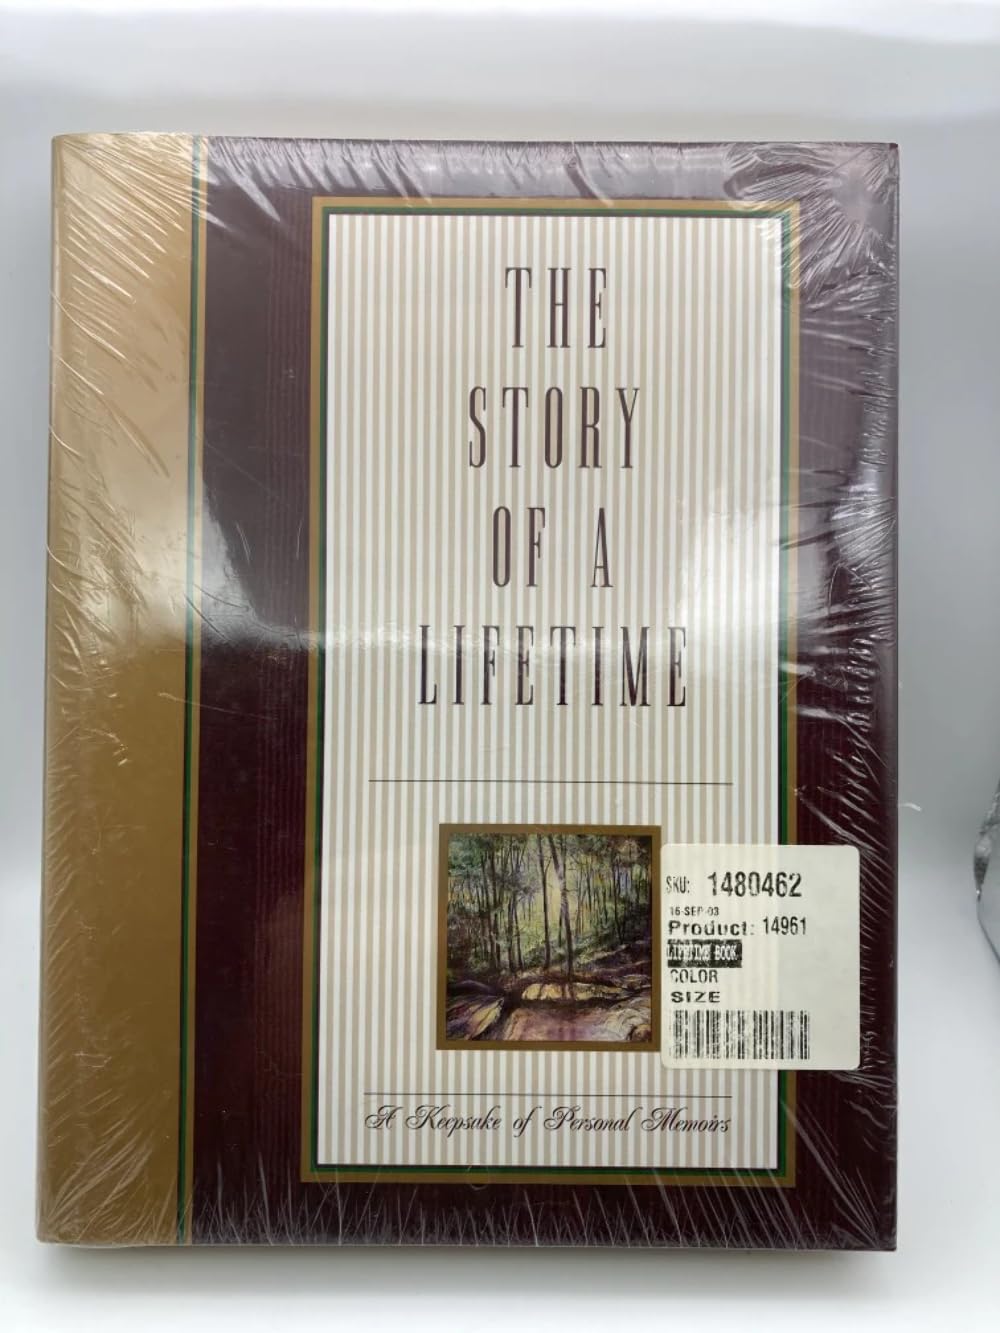 THE
STORY
OF A
LIFETIME
SKU: 1480462
16-SEP-03
Product: 14961
LIFETIME BOOK
COLOR
SIZE
A Keepsake of Personal Memoirs